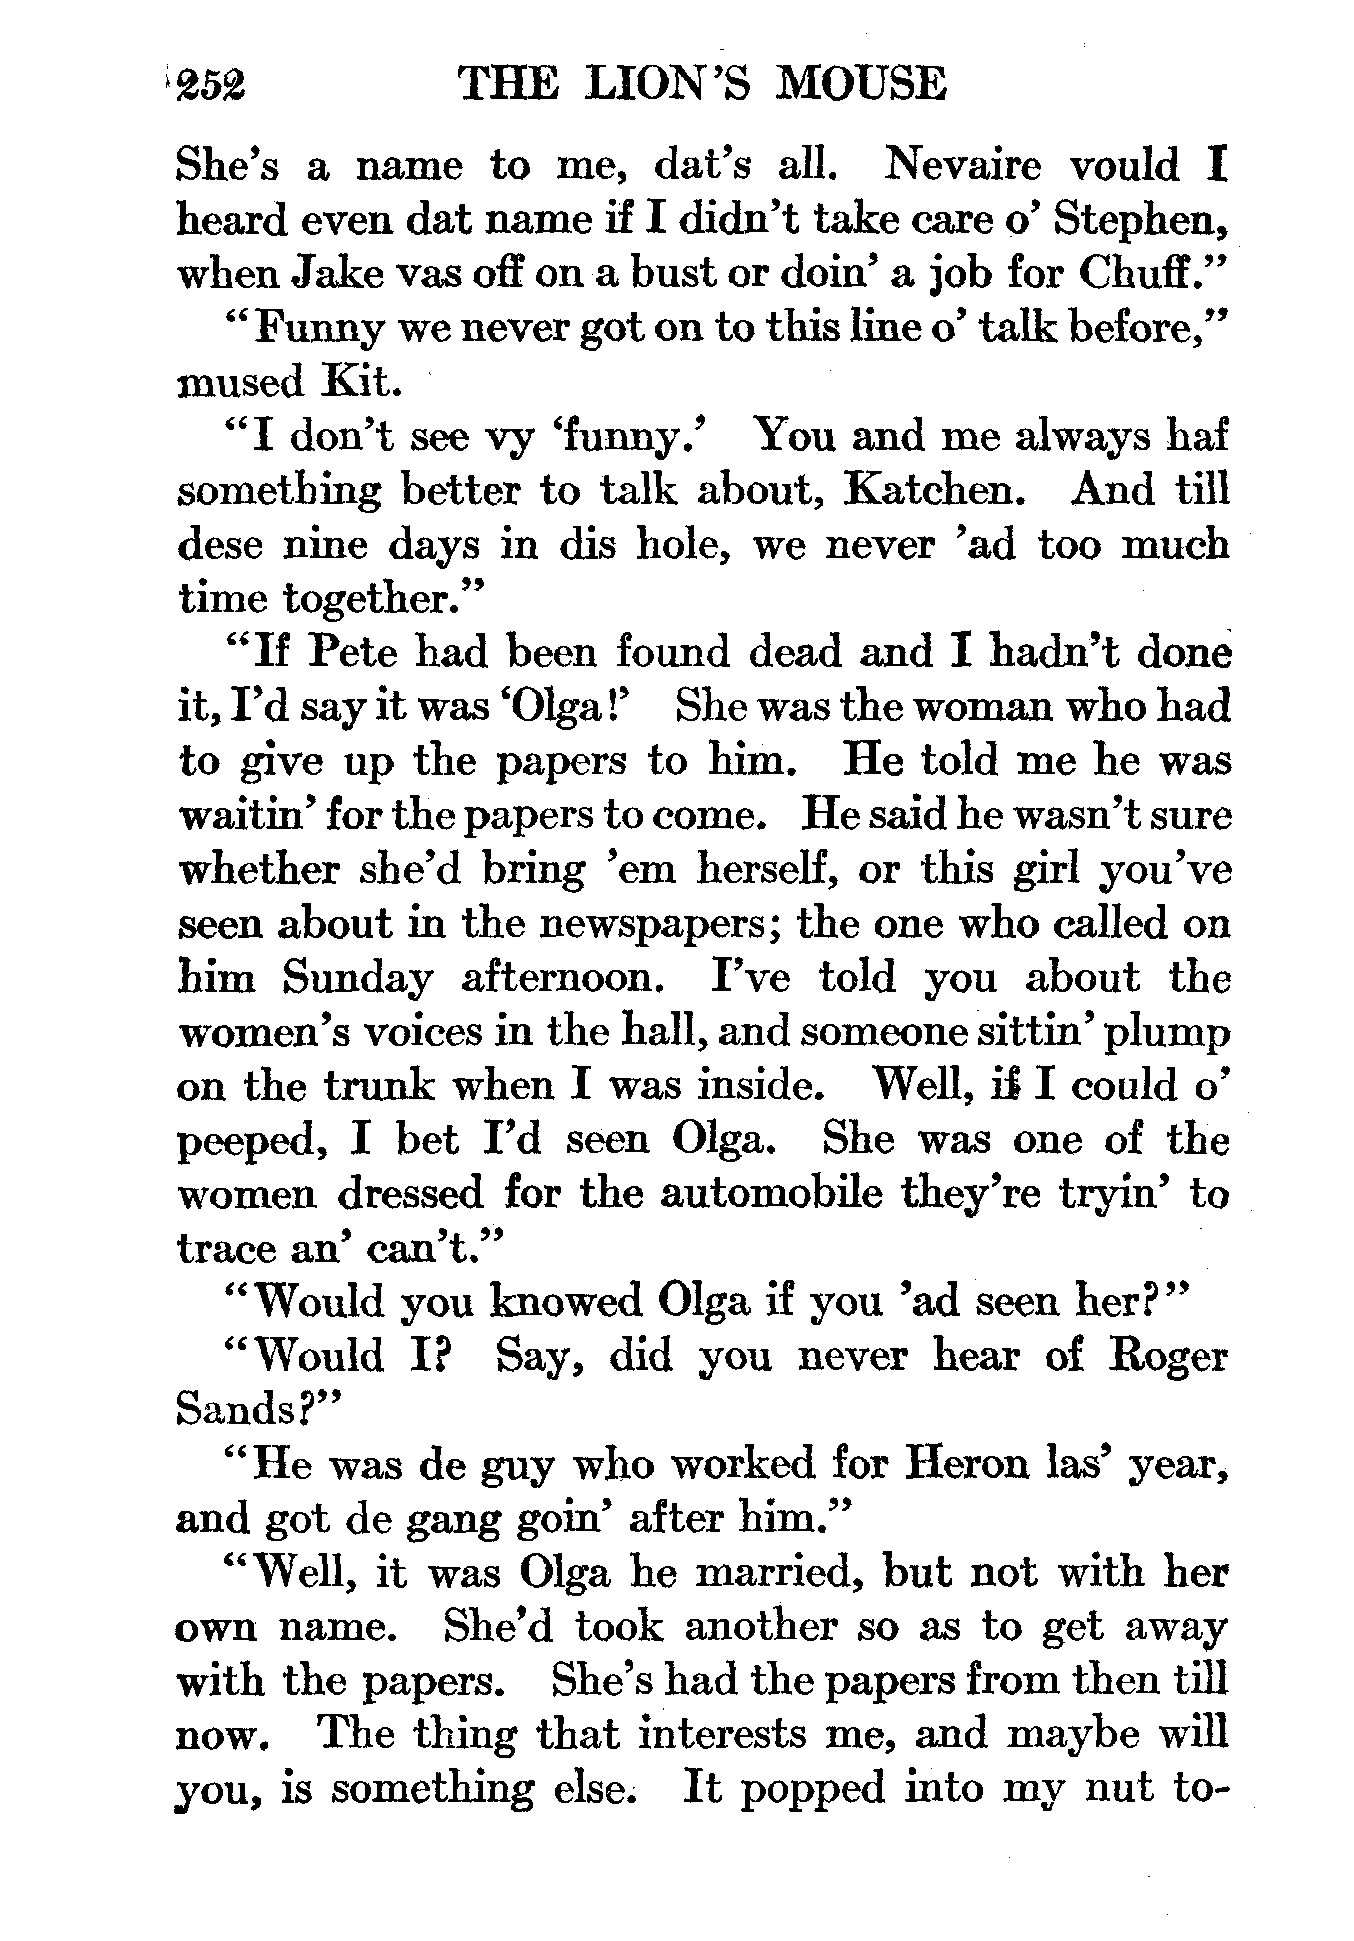 252 THE LION'S MOUSE
She's a name to me, dat's all. Nevaire vould I
heard even dat name if I didn't take care o' Stephen,
when Jake vas off on a bust or doin' a job for Chuff."
"Funny we never got on to this line o' talk before,"
mused Kit.
"I don't see vy 'funny.' You and me always haf
something better to talk about, Katchen. And till
dese nine days in dis hole, we never 'ad too much
time together."
"If Pete had been found dead and I hadn't done
it, I'd say it was 'Olga!' She was the woman who had
to give up the papers to him. He told me he was
waitin' for the papers to come. He said he wasn't sure
whether she'd bring 'em herself, or this girl you've
seen about in the newspapers; the one who called on
him Sunday afternoon. I've told you about the
women's voices in the hall, and someone sittin' plump
on the trunk when I was inside. Well, if I could o'
peeped, I bet I'd seen Olga. She was one of the
women dressed for the automobile they're tryin' to
trace an' can't."
"Would you knowed Olga if you 'ad seen her?"
"Would I? Say, did you never hear of Roger
Sands?"
"He was de guy who worked for Heron las' year,
and got de gang goin' after him."
"Well, it was Olga he married, but not with her
own name. She'd took another so as to get away
with the papers. She's had the papers from then till
now. The thing that interests me, and maybe will
you, is something else. It popped into my nut to-